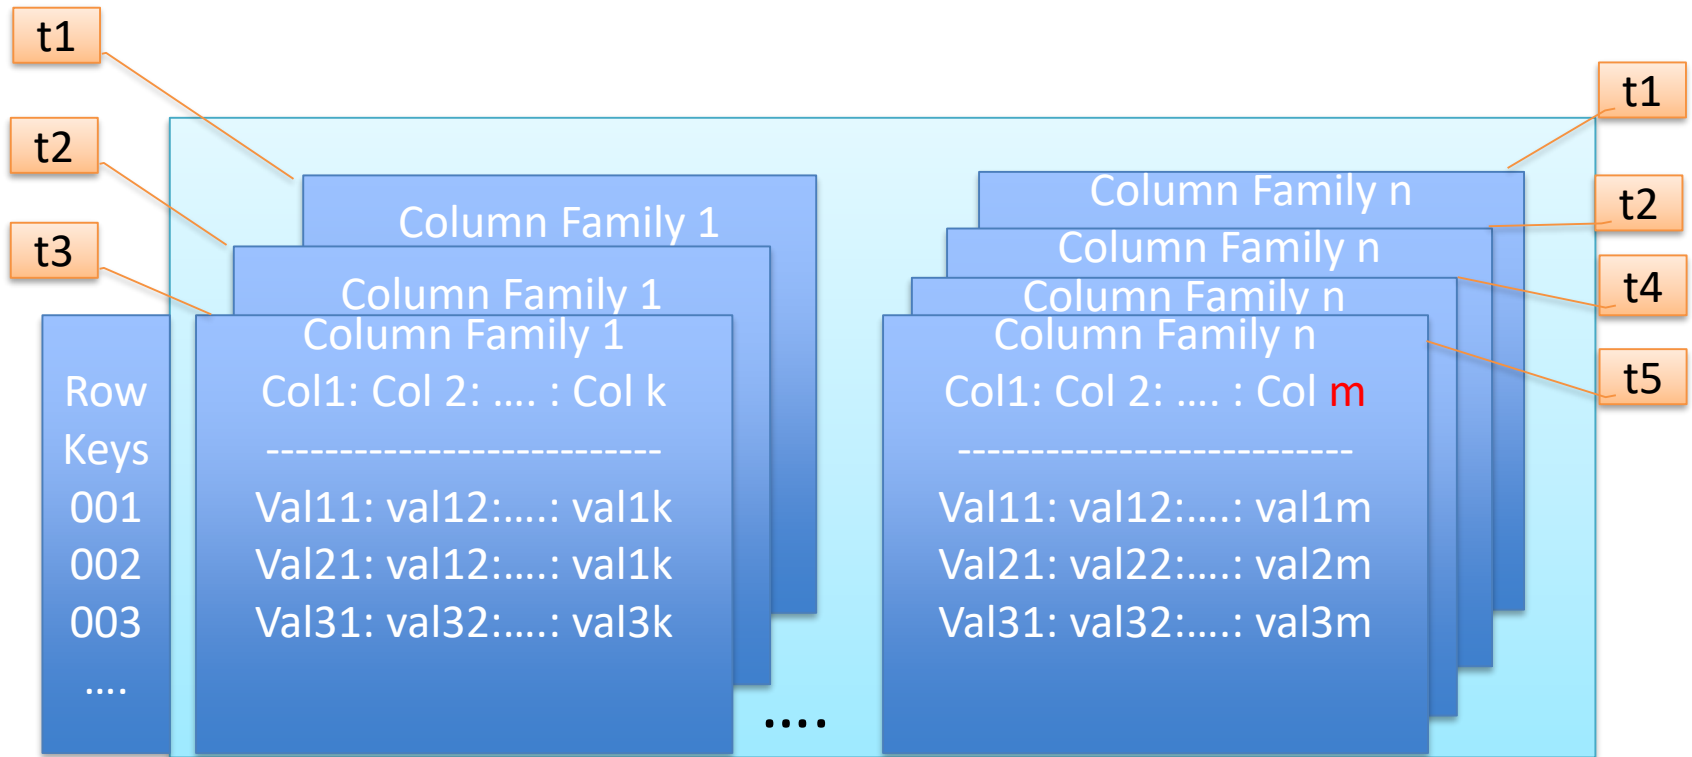 t1
t2
t3
Row
Keys
001
002
003
....
Column Family 1
Column Family 1
Column Family 1
Col1: Col 2: .... : Col k
---------------------------
Val11: val12:....: val1k
Val21: val12:....: val1k
Val31: val32:....: val3k
....
Column Family n
Column Family n
Column Family n
Column Family n
Col1: Col 2: .... : Col m
---------------------------
Val11: val12:....: val1m
Val21: val22:....: val2m
Val31: val32:....: val3m
t1
t2
t4
t5